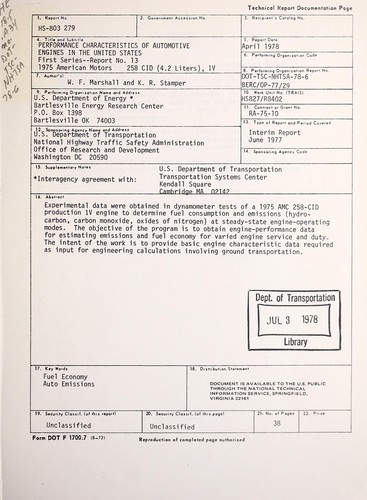 Technical Report Documentation Page
1. Report No.
HS-803 279
2. Government Accession No.
3. Recipient's Catalog No.
4. Title and Subtitle
PERFORMANCE CHARACTERISTICS OF AUTOMOTIVE
ENGINES IN THE UNITED STATES
First Series--Report No. 13
1975 American Motors 258 CID (4.2 Liters), 1V
5. Report Date
April 1978
6. Performing Organization Code
7. Author's)
W. F. Marshall and K. R. Stamper
8. Performing Organization Report No.
DOT-TSC-NHTSA-78-6
BERC/OP-77/29
9. Performing Organization Name and Address
U.S. Department of Energy *
Bartlesville Energy Research Center
P.O. Box 1398
Bartlesville OK 74003
10. Work Unit No. (TRAIS)
HS827/R8402
11. Contract or Grant No.
RA-75-10
13. Type of Report and Period Covered
Interim Report
June 1977
12. Sponsoring Agency Name and Address
U.S. Department of Transportation
National Highway Traffic Safety Administration
Office of Research and Development
Washington DC 20590
14. Sponsoring Agency Code
15. Supplementary Notes
*Interagency agreement with:
U.S. Department of Transportation
Transportation Systems Center
Kendall Square
Cambridge MA 02142
16. Abstract
Experimental data were obtained in dynamometer tests of a 1975 AMC 258-CID
production 1V engine to determine fuel consumption and emissions (hydro-
carbon, carbon monoxide, oxides of nitrogen) at steady-state engine-operating
modes. The objective of the program is to obtain engine-performance data
for estimating emissions and fuel economy for varied engine service and duty.
The intent of the work is to provide basic engine characteristic data required
as input for engineering calculations involving ground transportation.
Dept. of Transportation
JUL 3 1978
Library
17. Key Words
Fuel Economy
Auto Emissions
18. Distribution Statement
DOCUMENT IS AVAILABLE TO THE U.S. PUBLIC
THROUGH THE NATIONAL TECHNICAL
INFORMATION SERVICE, SPRINGFIELD,
VIRGINIA 22161
19. Security Classif. (of this report)
Unclassified
20. Security Classif. (of this page)
Unclassified
21. No. of Pages
38
22. Price
Form DOT F 1700.7 (8-72)
Reproduction of completed page authorized